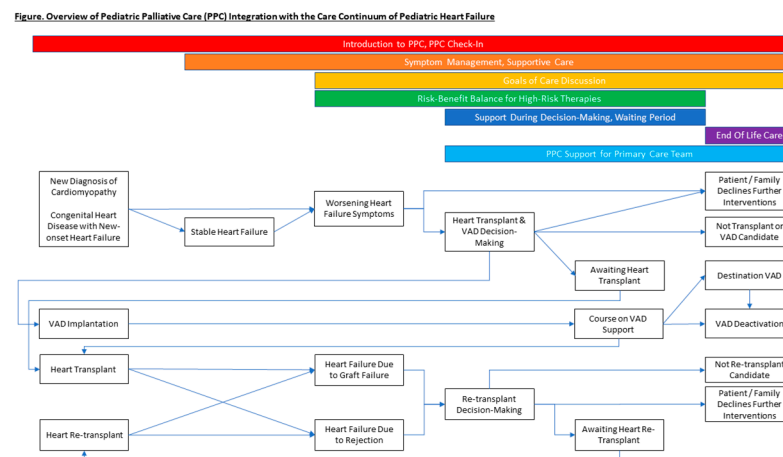 Figure. Overview of Pediatric Palliative Care (PPC) Integration with the Care Continuum of Pediatric Heart Failure
Introduction to PPC, PPC Check-In
Symptom Management, Supportive Care
Goals of Care Discussion
Risk-Benefit Balance for High-Risk Therapies
Support During Decision-Making, Waiting Period
End Of Life Care
PPC Support for Primary Care Team
New Diagnosis of
Cardiomyopathy
Congenital Heart
Disease with New-
onset Heart Failure
Stable Heart Failure
Worsening Heart
Failure Symptoms
Heart Transplant &
VAD Decision-
Making
Patient / Family
Declines Further
Interventions
Not Transplant or
VAD Candidate
Awaiting Heart
Transplant
Destination VAD
VAD Implantation
Course on VAD
Support
VAD Deactivation
Heart Transplant
Heart Failure Due
to Graft Failure
Not Re-transplant
Candidate
Re-transplant
Decision-Making
Patient / Family
Declines Further
Interventions
Heart Re-transplant
Heart Failure Due
to Rejection
Awaiting Heart Re-
Transplant